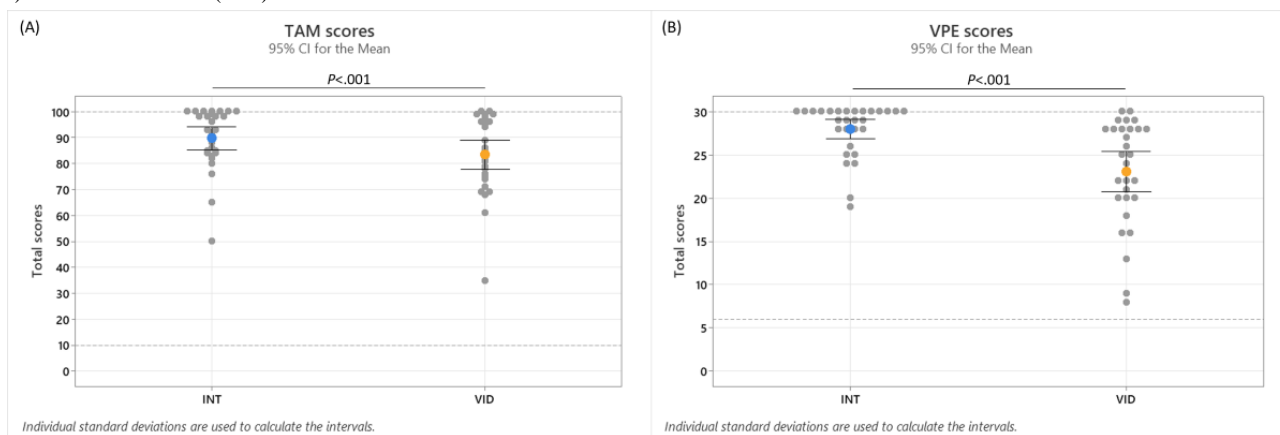 (A)
TAM scores
95% CI for the Mean
P<.001
Total scores
100
90
80
70
60
50
40
30
20
10
0
INT
VID
Individual standard deviations are used to calculate the intervals.
(B)
VPE scores
95% CI for the Mean
P<.001
Total scores
30
25
20
15
10
5
0
INT
VID
Individual standard deviations are used to calculate the intervals.